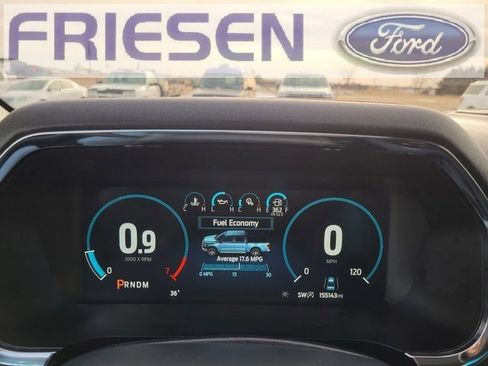 FRIESEN
Ford
C H L H C H E F
362
Fuel Economy
0.9
1000 X RPM
0
MPH
Average 17.6 MPG
0 7
0 MPG 15 30
0 120
PRNDM
36°
SW
155143mi